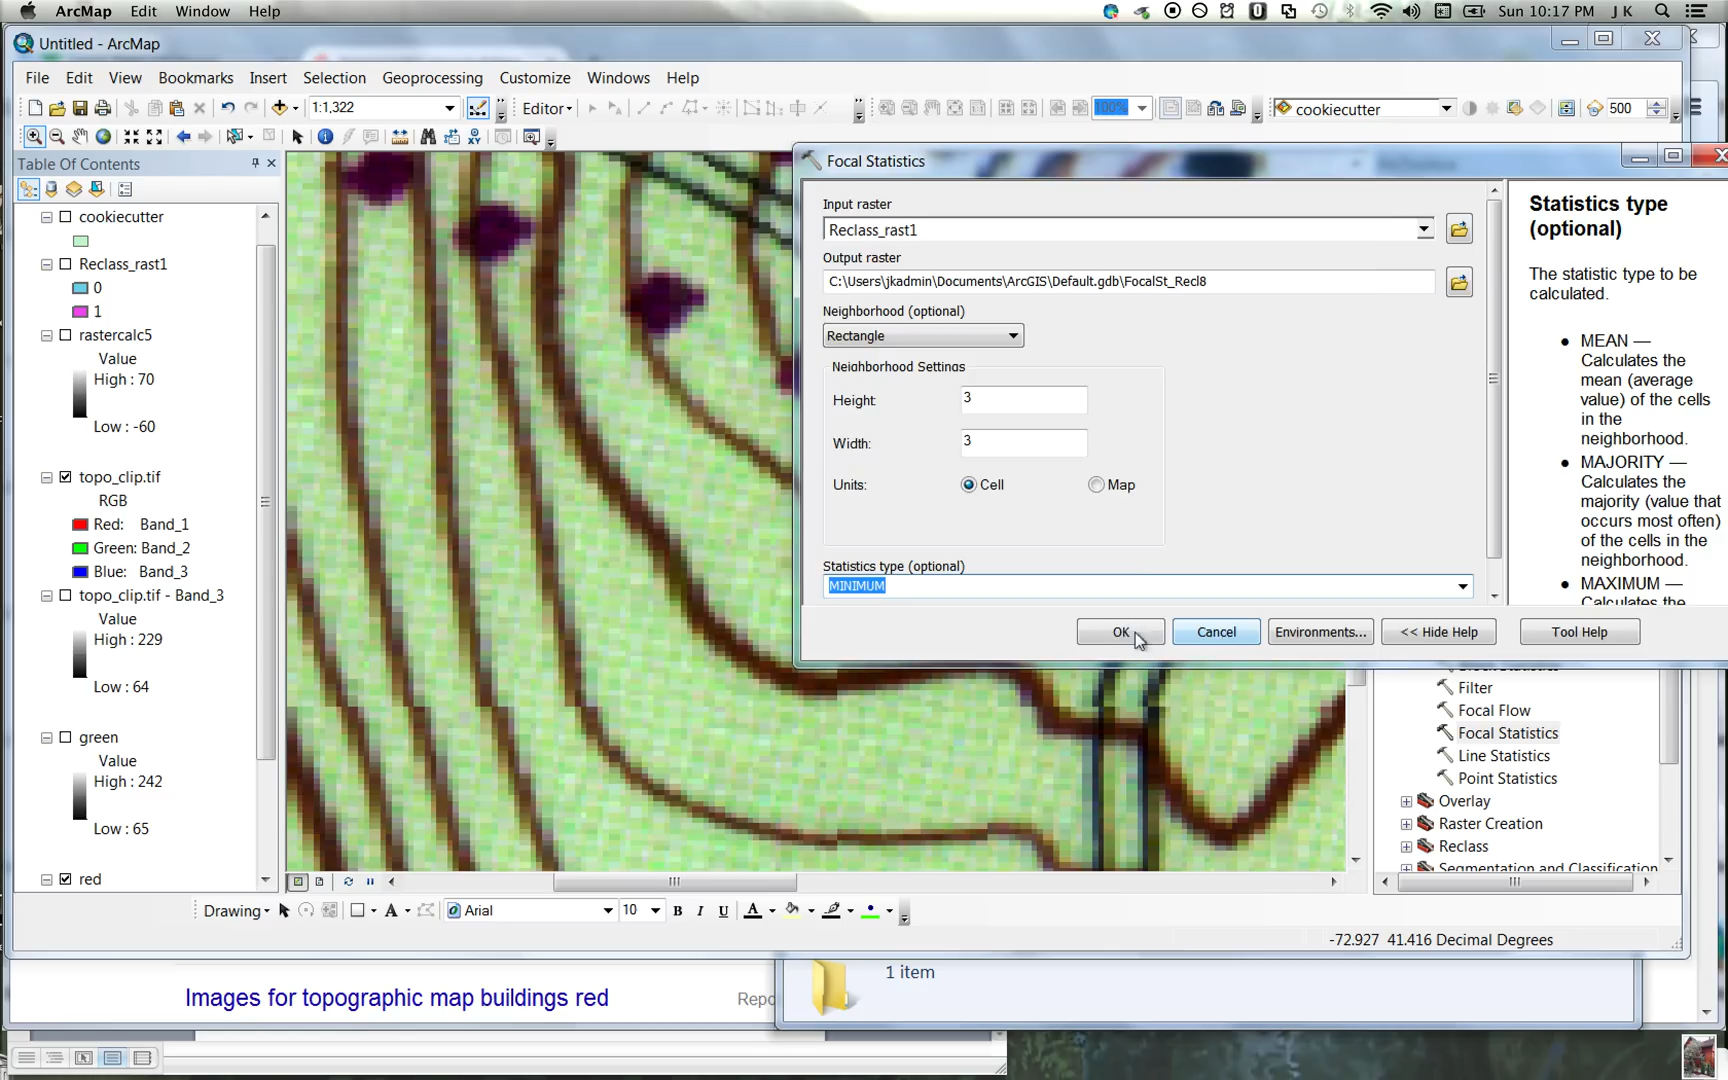 ArcMap Edit Window Help
Sun 10:17 PM J K
Untitled - ArcMap
File Edit View Bookmarks Insert Selection Geoprocessing Customize Windows Help
1:1,322 Editor 100% cookiecutter 500
Table Of Contents
cookiecutter
Reclass_rast1
0
1
rastercalc5
Value
High : 70
Low : -60
topo_clip.tif
RGB
Red: Band_1
Green: Band_2
Blue: Band_3
topo_clip.tif - Band_3
Value
High : 229
Low : 64
green
Value
High : 242
Low : 65
red
Focal Statistics
Input raster
Reclass_rast1
Output raster
C:\Users\jkadmin\Documents\ArcGIS\Default.gdb\FocalSt_Recl8
Neighborhood (optional)
Rectangle
Neighborhood Settings
Height: 3
Width: 3
Units: Cell Map
Statistics type (optional)
MINIMUM
OK Cancel Environments... << Hide Help Tool Help
Statistics type
(optional)
The statistic type to be
calculated.
MEAN —
Calculates the
mean (average
value) of the cells
in the
neighborhood.
MAJORITY —
Calculates the
majority (value that
occurs most often)
of the cells in the
neighborhood.
MAXIMUM —
Calculates the
Filter
Focal Flow
Focal Statistics
Line Statistics
Point Statistics
Overlay
Raster Creation
Reclass
Segmentation and Classification
Drawing Arial 10 B I U A
-72.927 41.416 Decimal Degrees
1 item
Images for topographic map buildings red
Repo